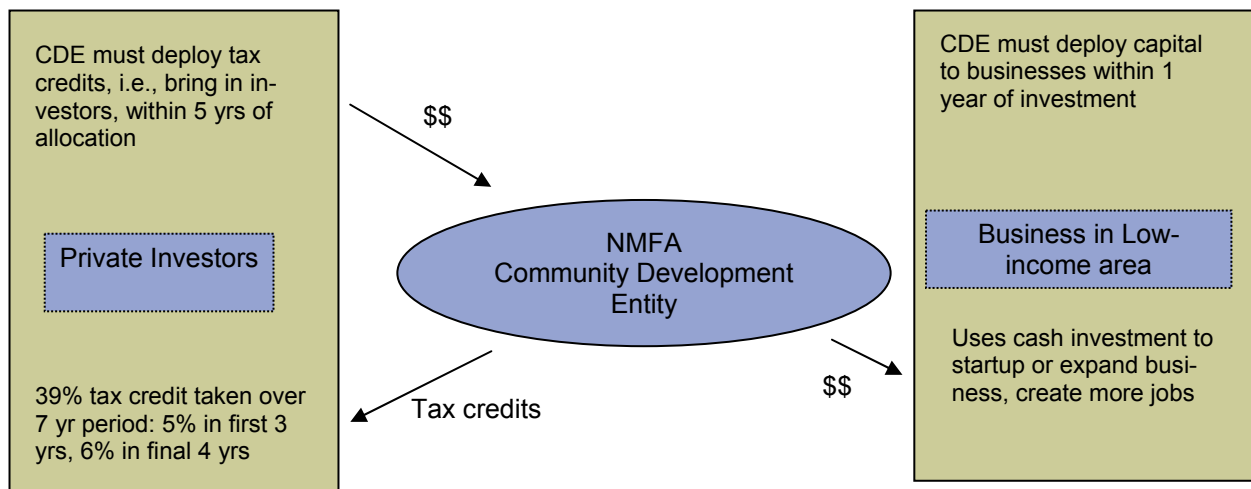 CDE must deploy tax
credits, i.e., bring in in-
vestors, within 5 yrs of
allocation
Private Investors
39% tax credit taken over
7 yr period: 5% in first 3
yrs, 6% in final 4 yrs
$$
NMFA
Community Development
Entity
Tax credits
$$
CDE must deploy capital
to businesses within 1
year of investment
Business in Low-
income area
Uses cash investment to
startup or expand busi-
ness, create more jobs